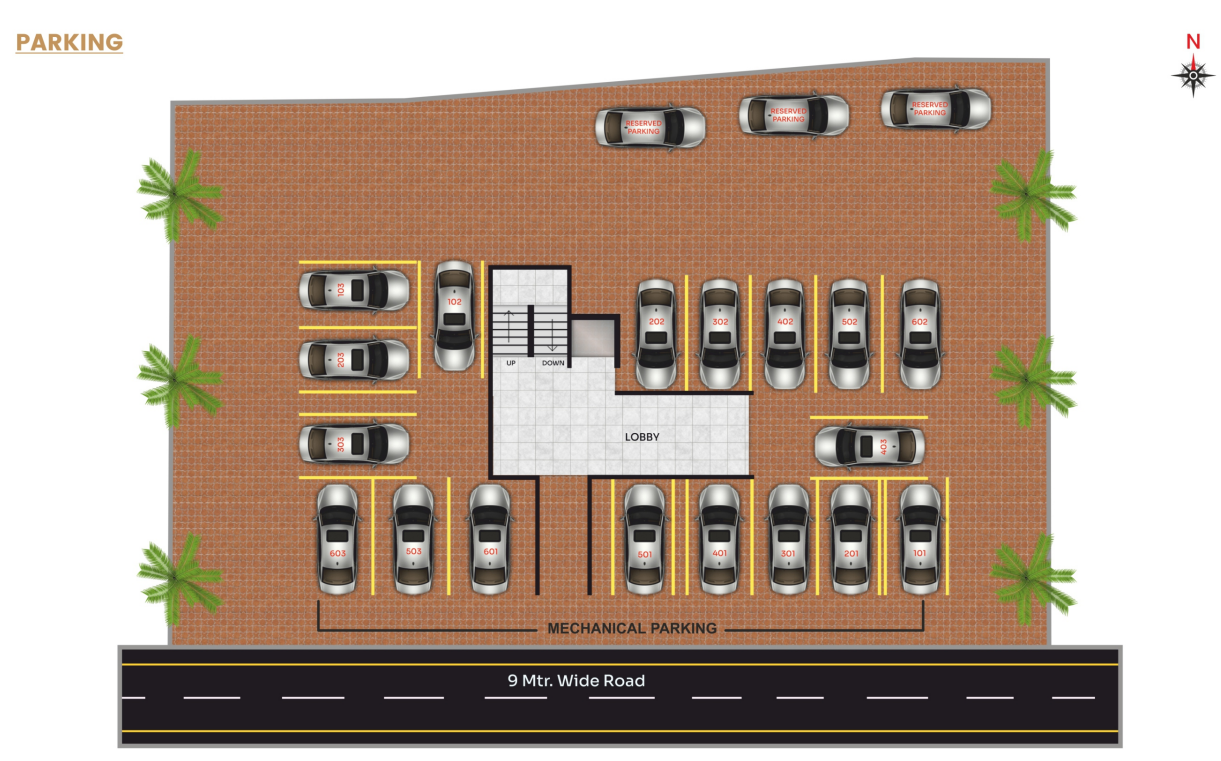 PARKING
N
RESERVED
PARKING
RESERVED
PARKING
RESERVED
PARKING
103
102
202
302
402
502
602
203
UP
DOWN
303
LOBBY
403
603
503
601
501
401
301
201
101
MECHANICAL PARKING
9 Mtr. Wide Road